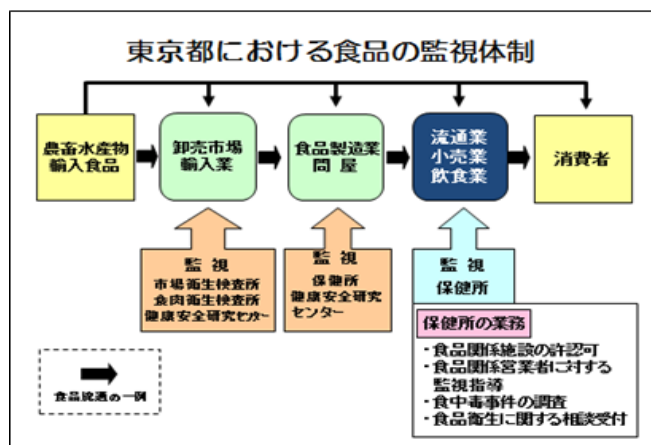 東京都における食品の監視体制
農畜水産物
輸入食品
卸売市場
輸入業
食品製造業
問屋
流通業
小売業
飲食業
消費者
監 視
市場衛生検査所
食肉衛生検査所
健康安全研究センター
監 視
保健所
健康安全研究
センター
監 視
保健所
保健所の業務
・食品関係施設の許認可
・食品関係営業者に対する
監視指導
・食中毒事件の調査
・食品衛生に関する相談受付
食品流通の一例